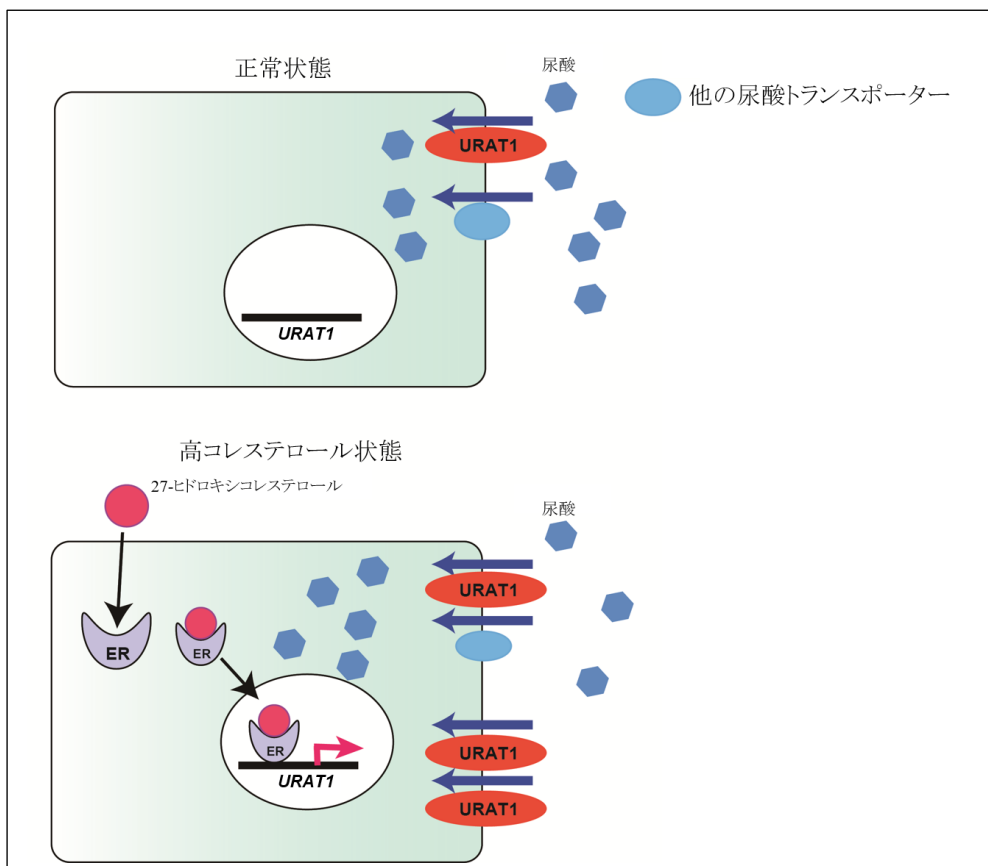 正常状態
尿酸
他の尿酸トランスポーター
URAT1
URAT1
高コレステロール状態
27-ヒドロキシコレステロール
尿酸
URAT1
ER
ER
ER
URAT1
URAT1
URAT1